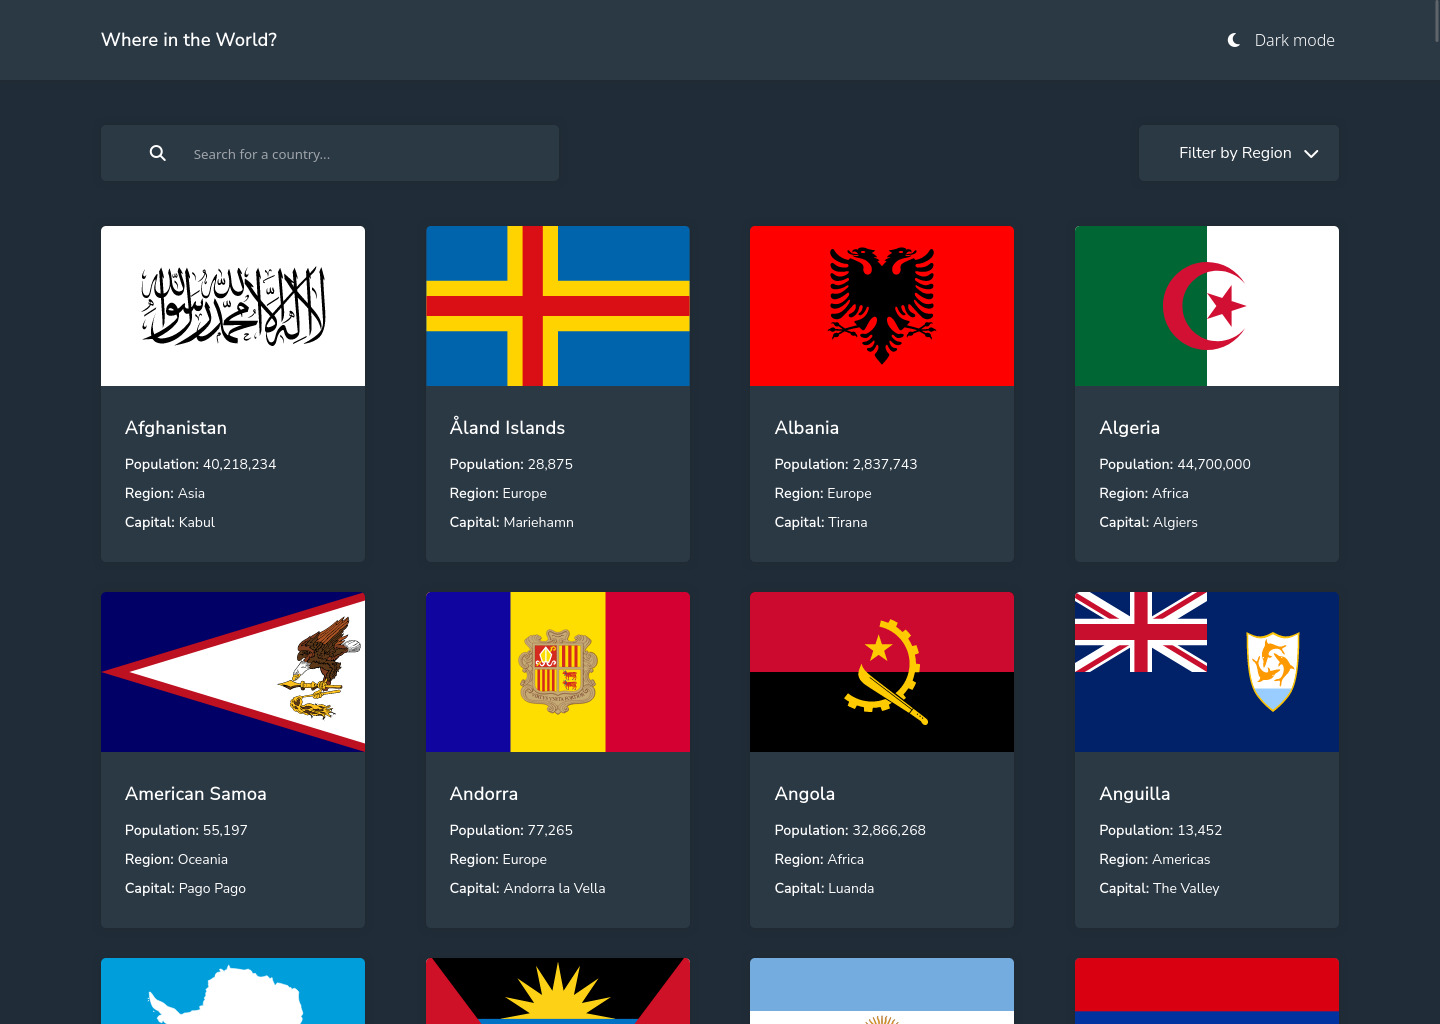 Where in the World?
Dark mode
Search for a country...
Filter by Region
لا إله إلا الله محمد رسول الله
Afghanistan
Population: 40,218,234
Region: Asia
Capital: Kabul
Åland Islands
Population: 28,875
Region: Europe
Capital: Mariehamn
Albania
Population: 2,837,743
Region: Europe
Capital: Tirana
Algeria
Population: 44,700,000
Region: Africa
Capital: Algiers
American Samoa
Population: 55,197
Region: Oceania
Capital: Pago Pago
Andorra
Population: 77,265
Region: Europe
Capital: Andorra la Vella
Angola
Population: 32,866,268
Region: Africa
Capital: Luanda
Anguilla
Population: 13,452
Region: Americas
Capital: The Valley